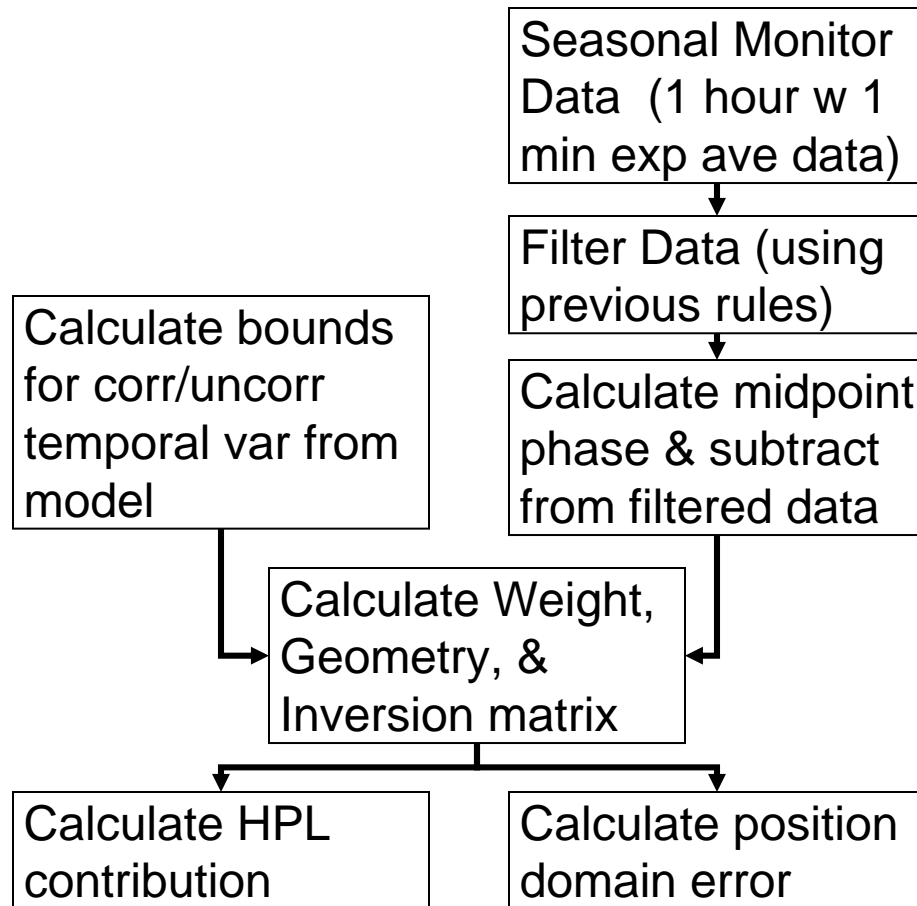 Seasonal Monitor
Data  (1 hour w 1
min exp ave data)
Filter Data (using
previous rules)
Calculate bounds
for corr/uncorr
temporal var from
model
Calculate midpoint
phase & subtract
from filtered data
Calculate Weight,
Geometry, &
Inversion matrix
Calculate HPL
contribution
Calculate position
domain error